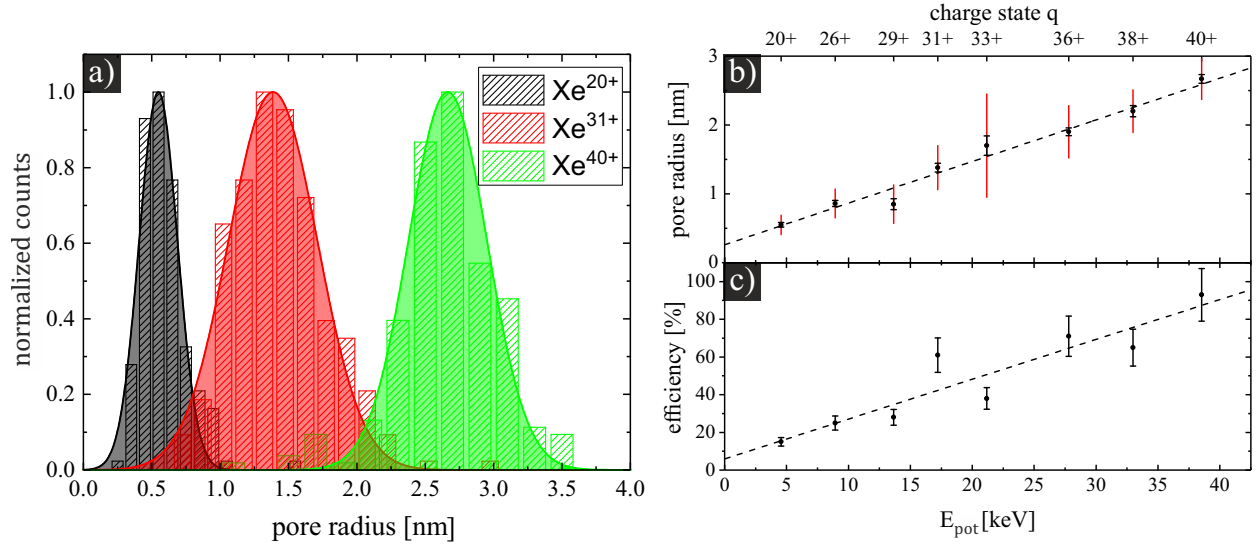 a)
normalized counts
1.0
0.8
0.6
0.4
0.2
0.0
0.0 0.5 1.0 1.5 2.0 2.5 3.0 3.5 4.0
pore radius [nm]
Xe20+
Xe31+
Xe40+
charge state q
20+ 26+ 29+ 31+ 33+ 36+ 38+ 40+
b)
pore radius [nm]
3
2
1
0
c)
efficiency [%]
100
80
60
40
20
0
0 5 10 15 20 25 30 35 40
Epot[keV]